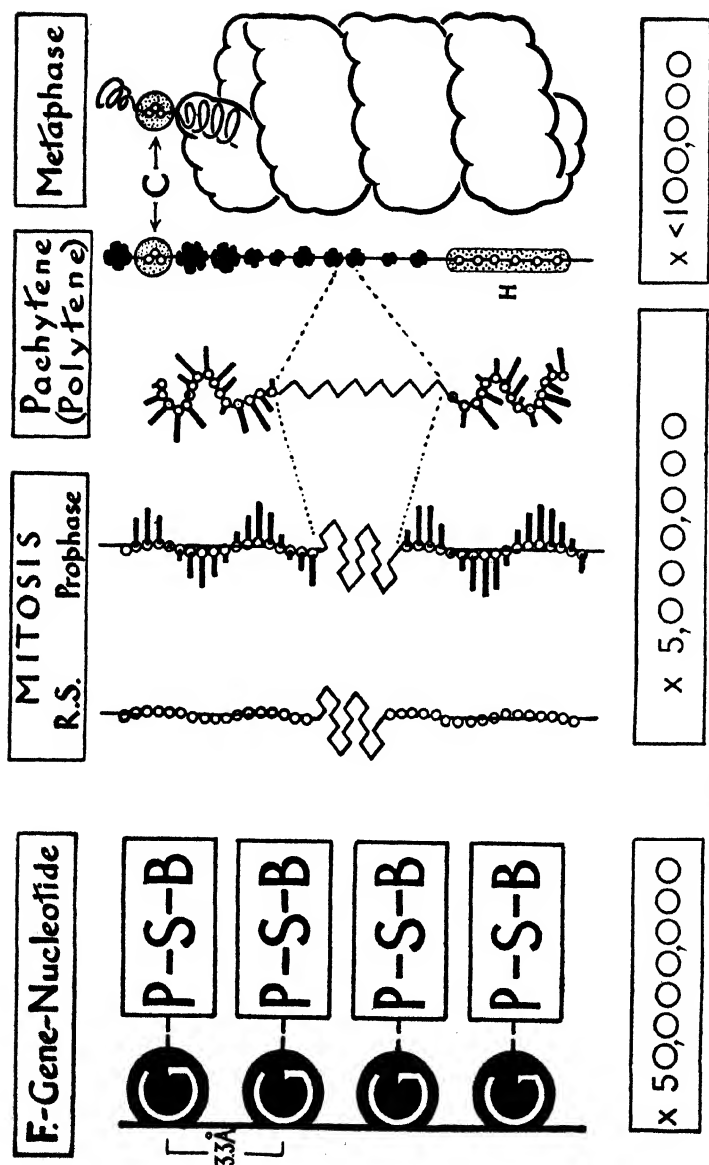 F.-Gene-Nucleotide
MITOSIS
R.S. Prophase
Pachytene
(Polytene)
Metaphase
G P-S-B
3.3Å
G P-S-B
G P-S-B
G P-S-B
C
H
x 50,000,000
x 5,000,000
x <100,000